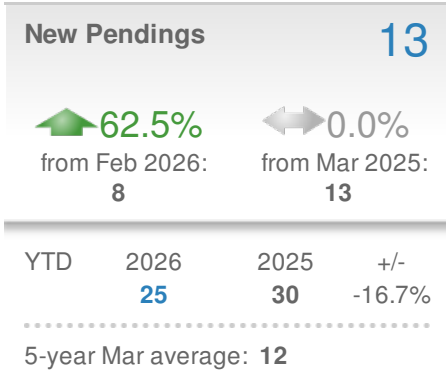 New Pendings 13
62.5% 0.0%
from Feb 2026: from Mar 2025:
8 13
YTD 2026 2025 +/-
25 30 -16.7%
5-year Mar average: 12